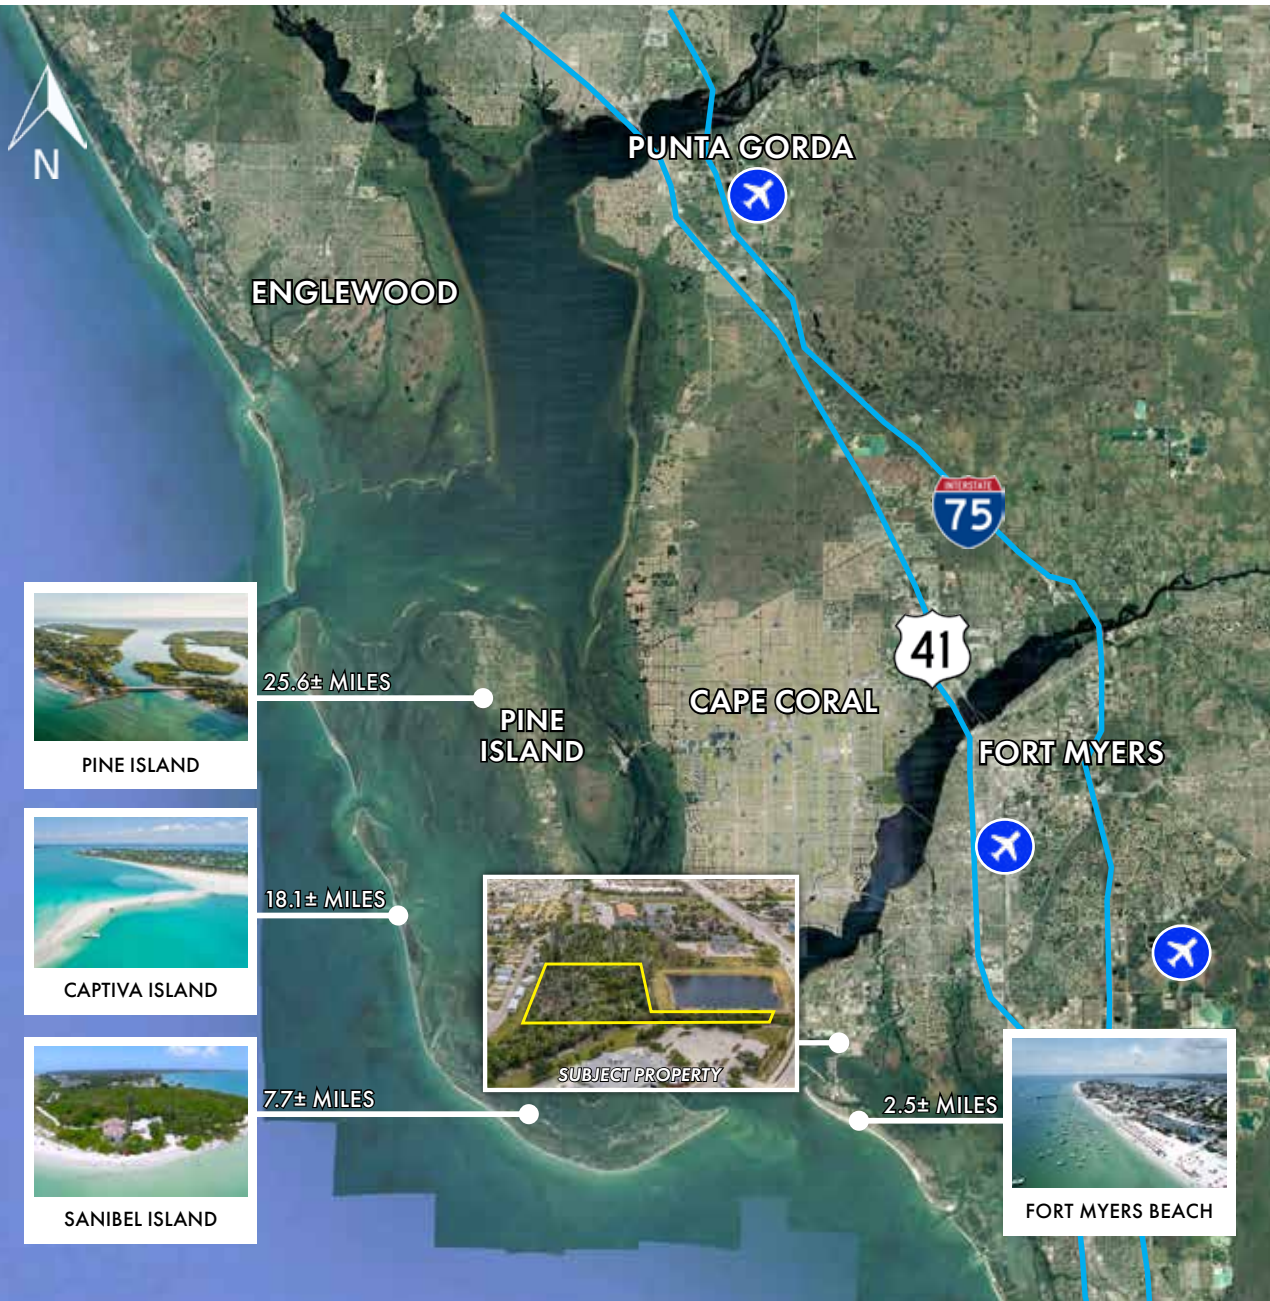 N
PUNTA GORDA
ENGLEWOOD
INTERSTATE
75
41
25.6± MILES
PINE
ISLAND
CAPE CORAL
FORT MYERS
PINE ISLAND
18.1± MILES
CAPTIVA ISLAND
SUBJECT PROPERTY
7.7± MILES
2.5± MILES
SANIBEL ISLAND
FORT MYERS BEACH